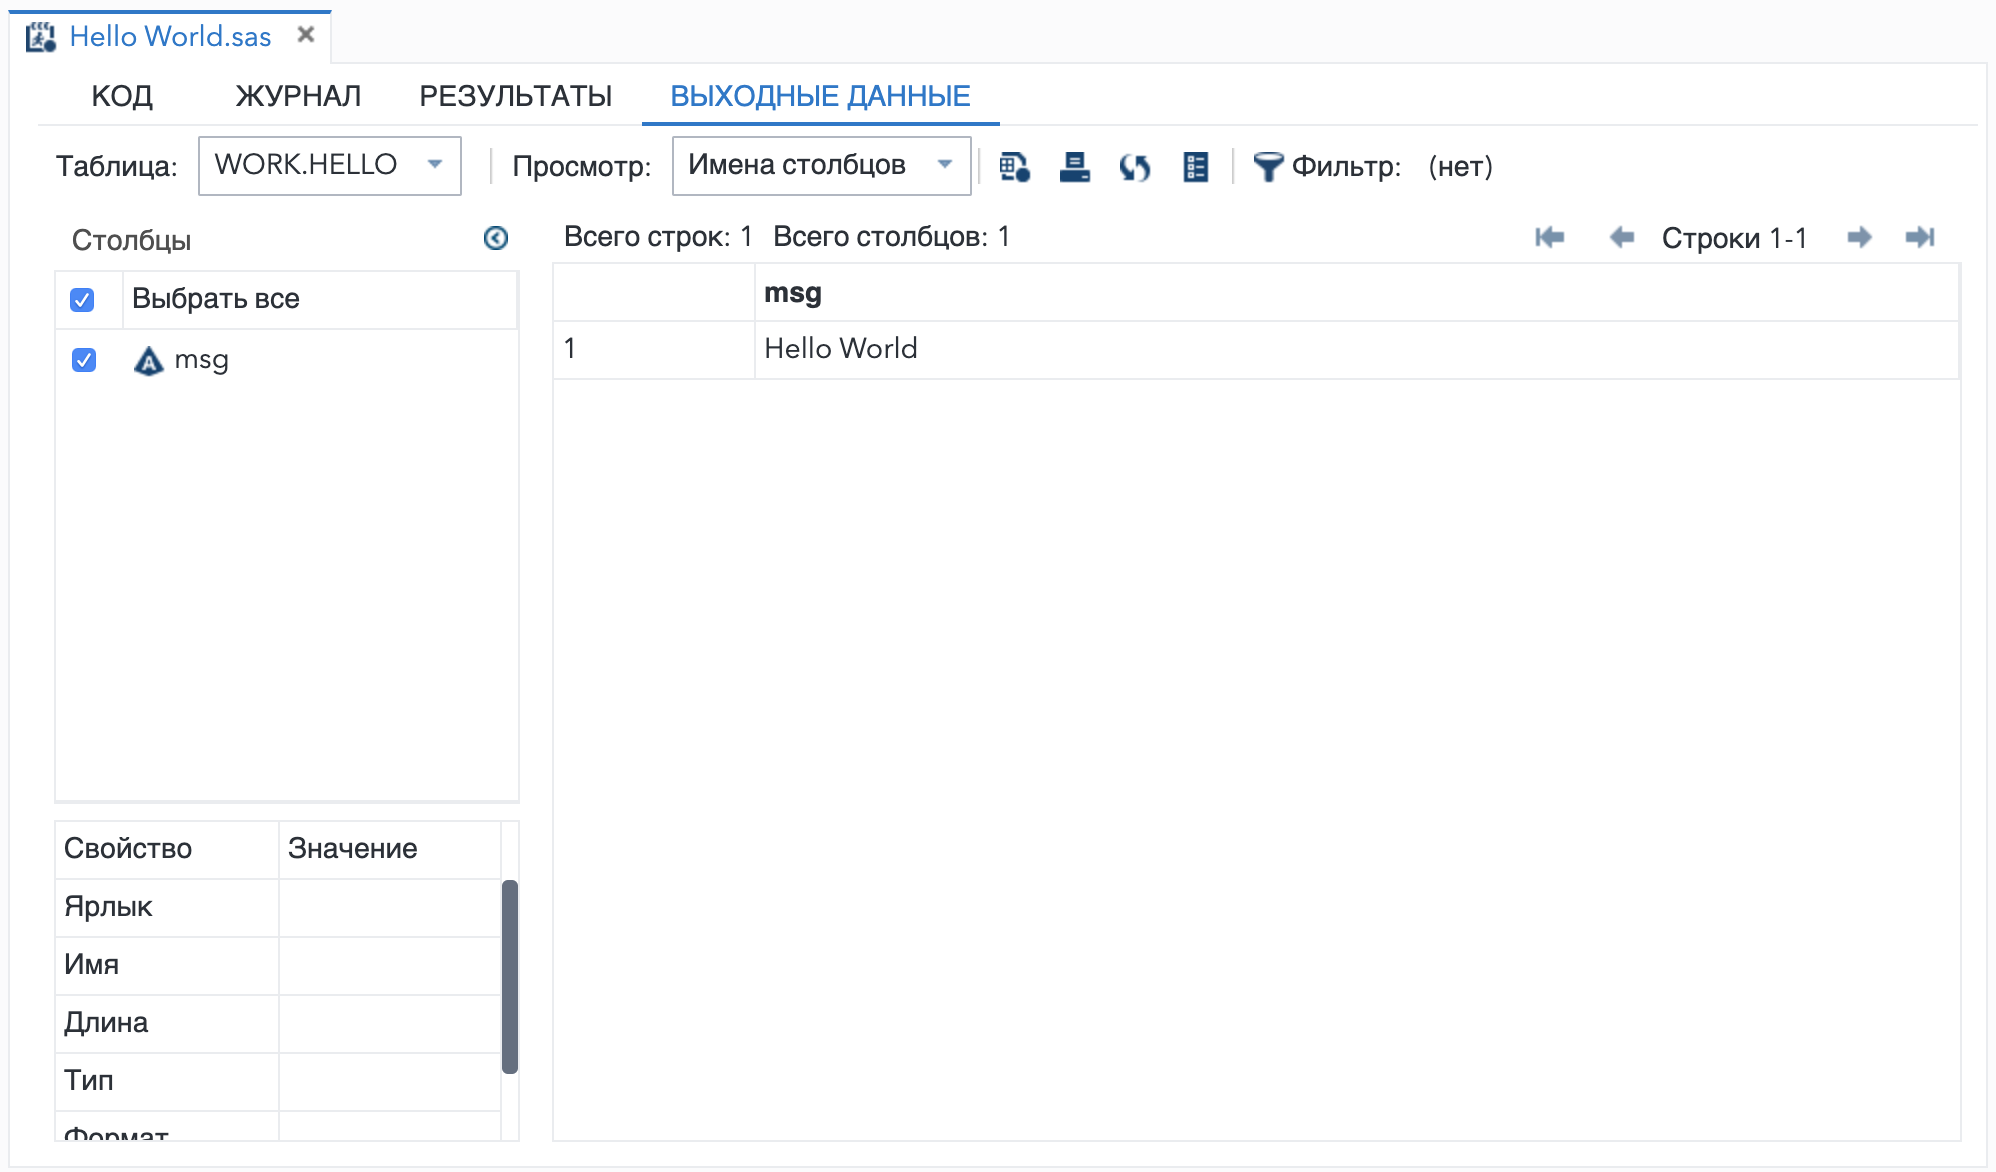 Hello World.sas
КОД ЖУРНАЛ РЕЗУЛЬТАТЫ ВЫХОДНЫЕ ДАННЫЕ
Таблица: WORK.HELLO Просмотр: Имена столбцов Фильтр: (нет)
Столбцы
Выбрать все
msg
Всего строк: 1 Всего столбцов: 1 Строки 1-1
msg
1 Hello World
Свойство Значение
Ярлык
Имя
Длина
Тип
Формат